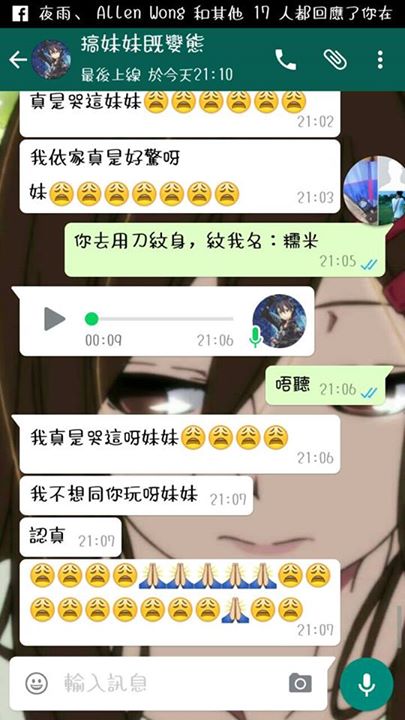 夜雨、 Allen Wong 和其他 17 人都回應了你在
搞妹妹既變態
最後上線 於今天21:10
真是哭這妹妹😩😩😩😩😩😩
21:02
我依家真是好驚呀
妹😩😩😩😩😩😩😩 21:03
你去用刀紋身，紋我名：糯米
21:05
00:09 21:06
唔聽 21:06
我真是哭這呀妹妹😩😩😩😩
21:06
我不想同你玩呀妹妹 21:07
認真 21:07
😩😩😩😩🙏🙏🙏🙏🙏😩😩
😩😩😩😩😩😩😩🙏😩😩
21:07
輸入訊息